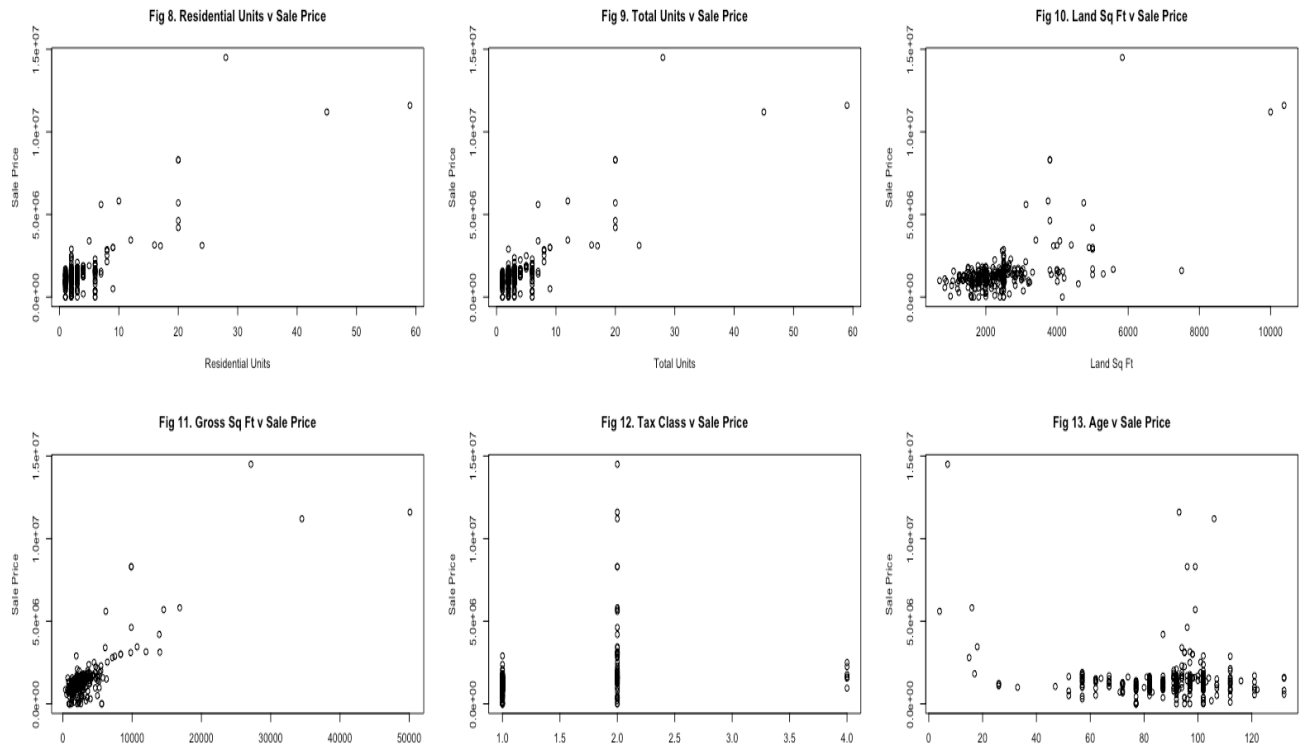 Fig 8. Residential Units v Sale Price
Sale Price
0.0e+00 5.0e+06 1.0e+07 1.5e+07
0 10 20 30 40 50 60
Residential Units
Fig 9. Total Units v Sale Price
Sale Price
0.0e+00 5.0e+06 1.0e+07 1.5e+07
0 10 20 30 40 50 60
Total Units
Fig 10. Land Sq Ft v Sale Price
Sale Price
0.0e+00 5.0e+06 1.0e+07 1.5e+07
2000 4000 6000 8000 10000
Land Sq Ft
Fig 11. Gross Sq Ft v Sale Price
Sale Price
0.0e+00 5.0e+06 1.0e+07 1.5e+07
0 10000 20000 30000 40000 50000
Fig 12. Tax Class v Sale Price
Sale Price
0.0e+00 5.0e+06 1.0e+07 1.5e+07
1.0 1.5 2.0 2.5 3.0 3.5 4.0
Fig 13. Age v Sale Price
Sale Price
0.0e+00 5.0e+06 1.0e+07 1.5e+07
0 20 40 60 80 100 120